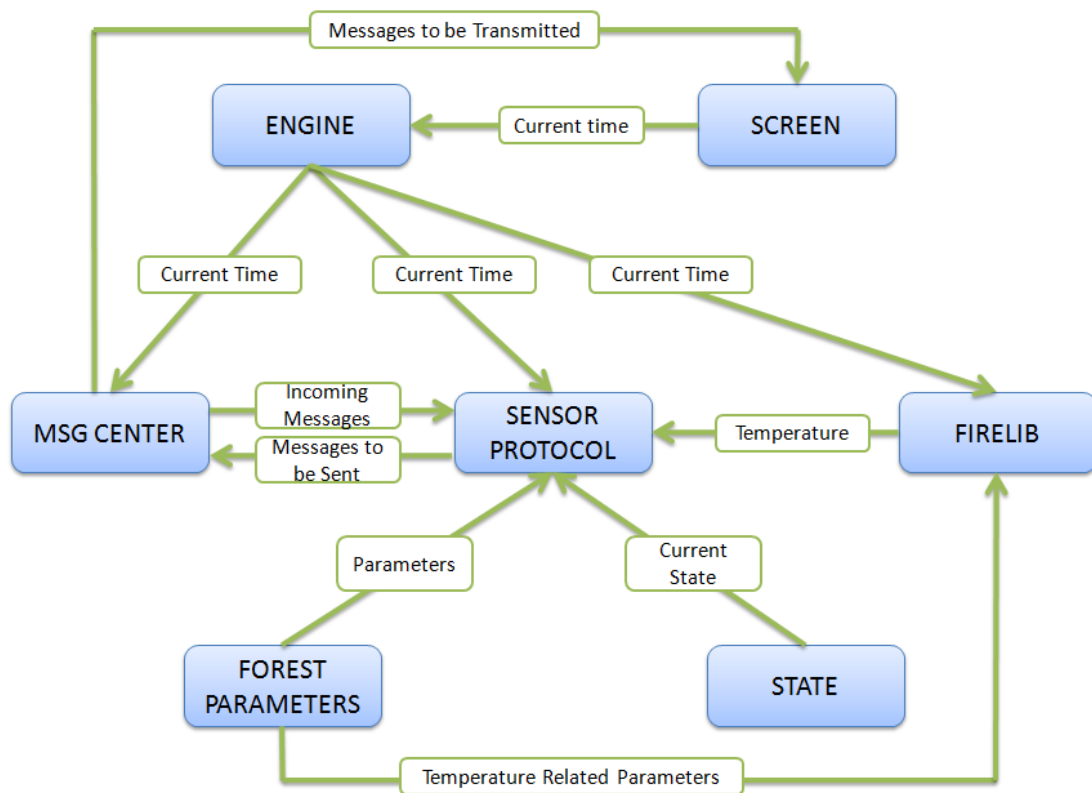 Messages to be Transmitted
ENGINE
Current time
SCREEN
Current Time
Current Time
Current Time
MSG CENTER
Incoming
Messages
Messages to
be Sent
SENSOR
PROTOCOL
Temperature
FIRELIB
Parameters
Current
State
FOREST
PARAMETERS
STATE
Temperature Related Parameters